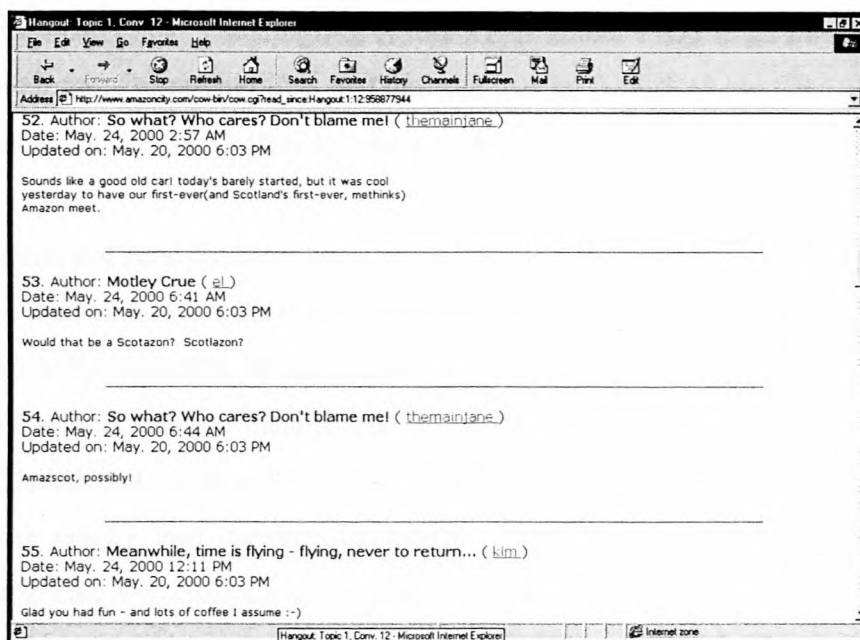 Hangout: Topic 1, Conv. 12 - Microsoft Internet Explorer
File Edit View Go Favorites Help
Back Forward Stop Refresh Home Search Favorites History Channels Fullscreen Mail Print Edit
Address http://www.amazoncity.com/cow-bin/cow.cgi?read_since:Hangout:1:12:958877944
52. Author: So what? Who cares? Don't blame me! ( themainjane )
Date: May. 24, 2000 2:57 AM
Updated on: May. 20, 2000 6:03 PM
Sounds like a good old carl today's barely started, but it was cool
yesterday to have our first-ever(and Scotland's first-ever, methinks)
Amazon meet.
53. Author: Motley Crue ( el )
Date: May. 24, 2000 6:41 AM
Updated on: May. 20, 2000 6:03 PM
Would that be a Scotazon? Scotlazon?
54. Author: So what? Who cares? Don't blame me! ( themainjane )
Date: May. 24, 2000 6:44 AM
Updated on: May. 20, 2000 6:03 PM
Amazscot, possibly!
55. Author: Meanwhile, time is flying - flying, never to return... ( kim )
Date: May. 24, 2000 12:11 PM
Updated on: May. 20, 2000 6:03 PM
Glad you had fun - and lots of coffee I assume :-)
Hangout: Topic 1, Conv. 12 - Microsoft Internet Explorer
Internet zone